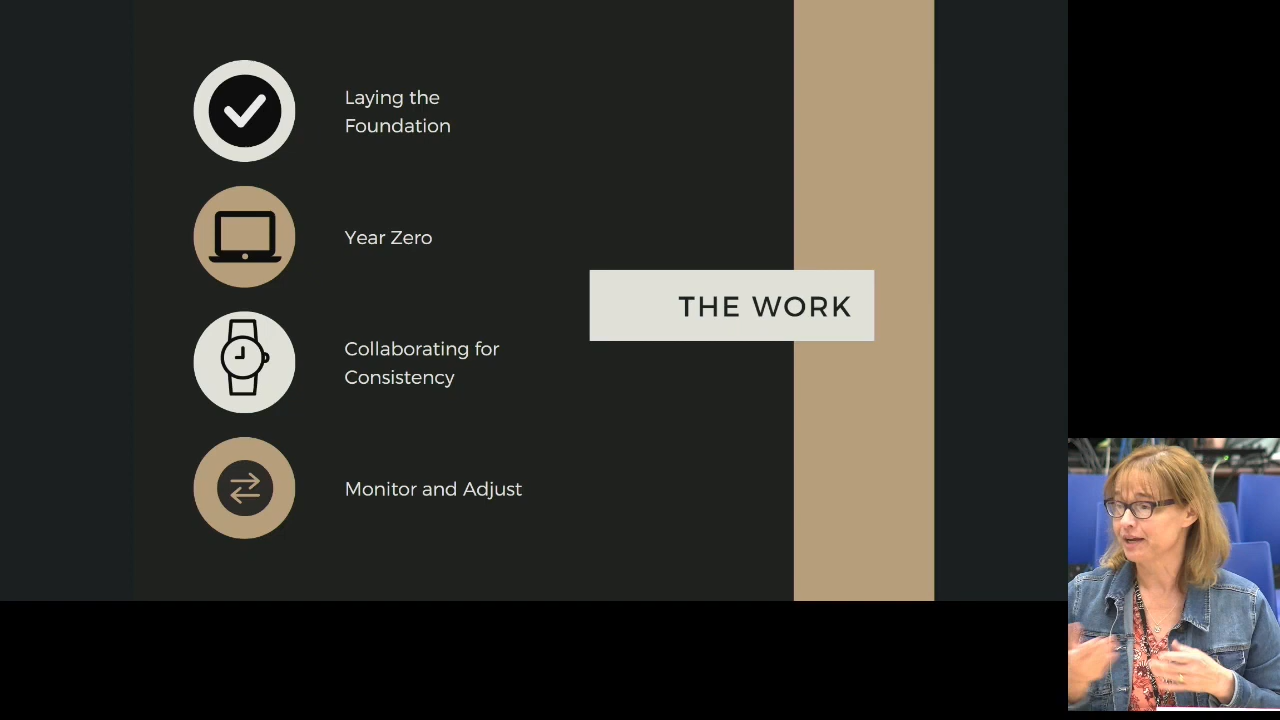 Laying the
Foundation
Year Zero
THE WORK
Collaborating for
Consistency
Monitor and Adjust